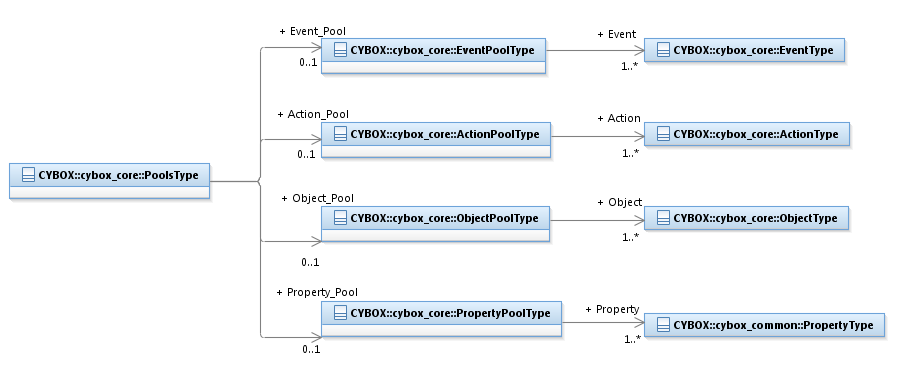 + Event_Pool
0..1
CYBOX::cybox_core::EventPoolType
+ Event
1..*
CYBOX::cybox_core::EventType
+ Action_Pool
0..1
CYBOX::cybox_core::ActionPoolType
+ Action
1..*
CYBOX::cybox_core::ActionType
CYBOX::cybox_core::PoolsType
+ Object_Pool
0..1
CYBOX::cybox_core::ObjectPoolType
+ Object
1..*
CYBOX::cybox_core::ObjectType
+ Property_Pool
0..1
CYBOX::cybox_core::PropertyPoolType
+ Property
1..*
CYBOX::cybox_common::PropertyType